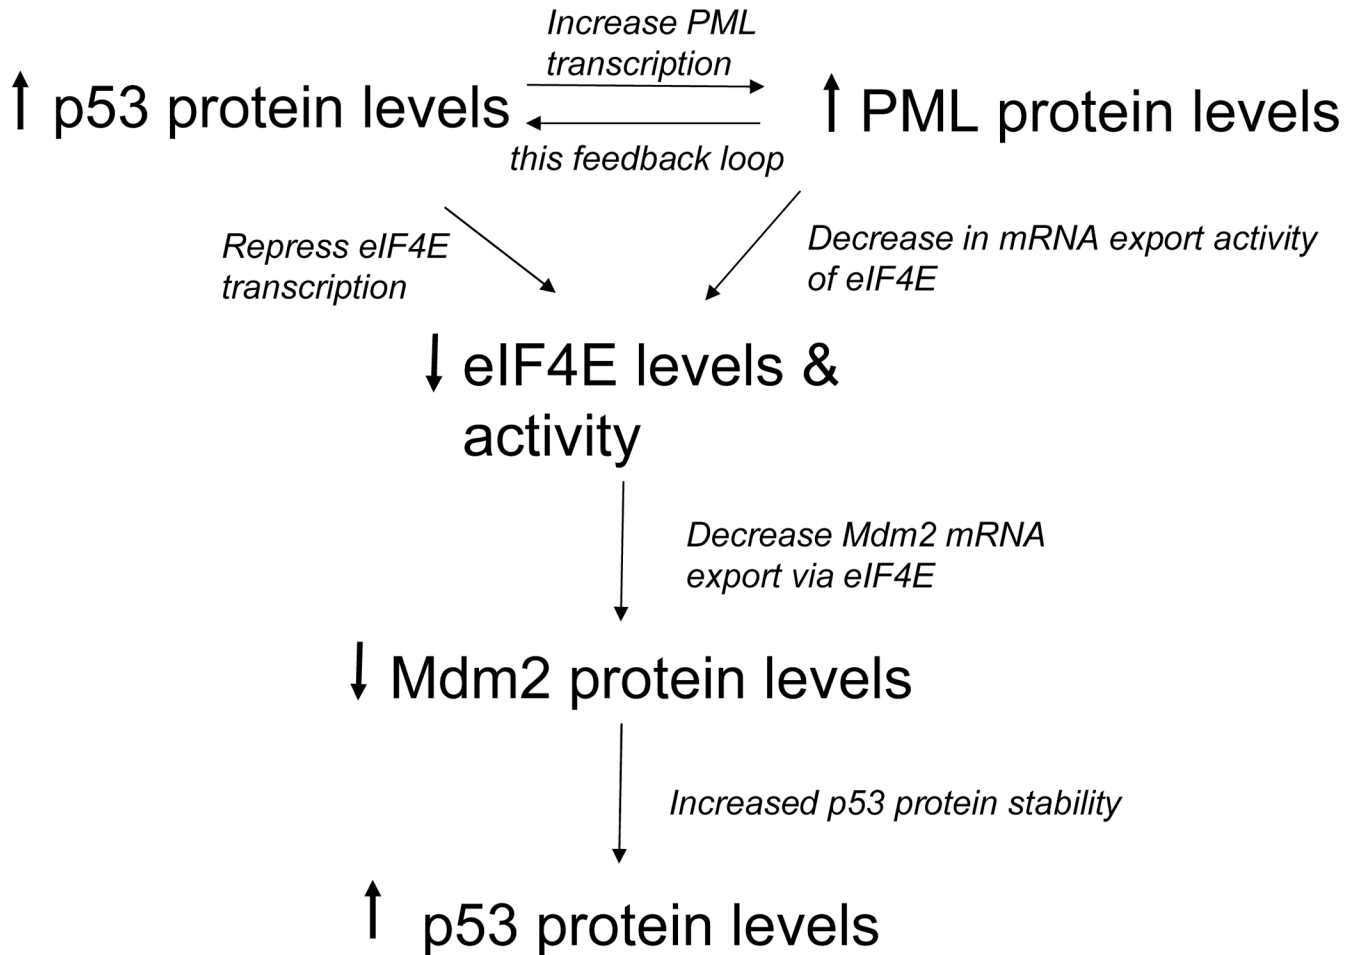 Increase PML
transcription
p53 protein levels
PML protein levels
this feedback loop
Repress eIF4E
transcription
Decrease in mRNA export activity
of eIF4E
eIF4E levels &
activity
Decrease Mdm2 mRNA
export via eIF4E
Mdm2 protein levels
Increased p53 protein stability
p53 protein levels